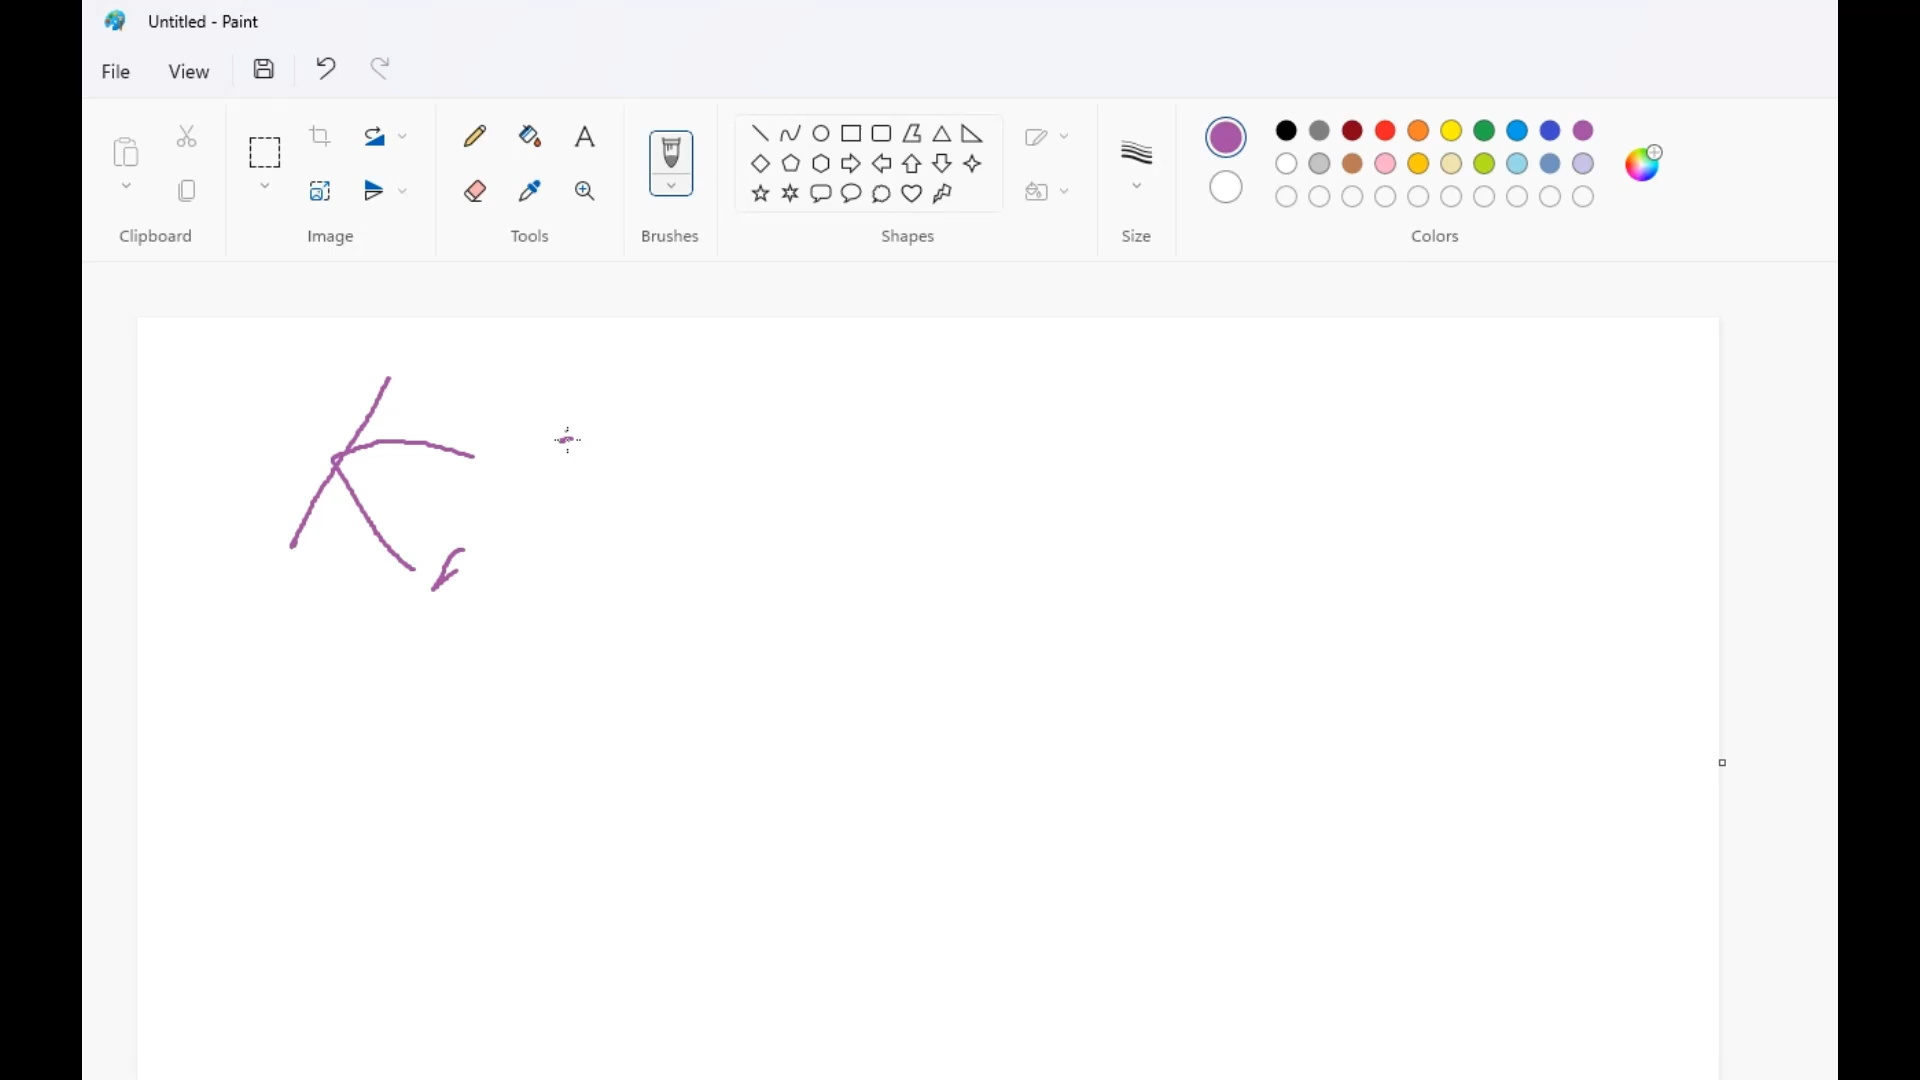 Untitled - Paint
File View
Clipboard Image Tools Brushes Shapes Size Colors
K